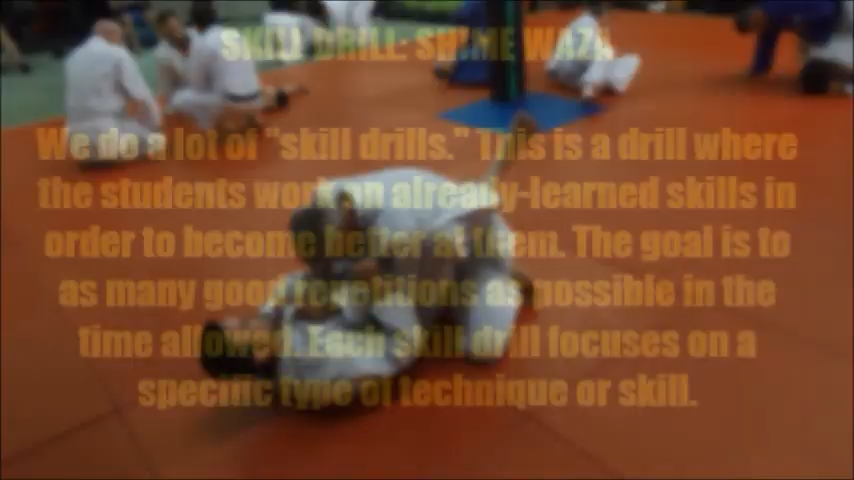 SKILL DRILL: SHIME WAZA
We do a lot of "skill drills." This is a drill where
the students work on already-learned skills in
order to become better at them. The goal is to
as many good repetitions as possible in the
time allowed. Each skill drill focuses on a
specific type of technique or skill.